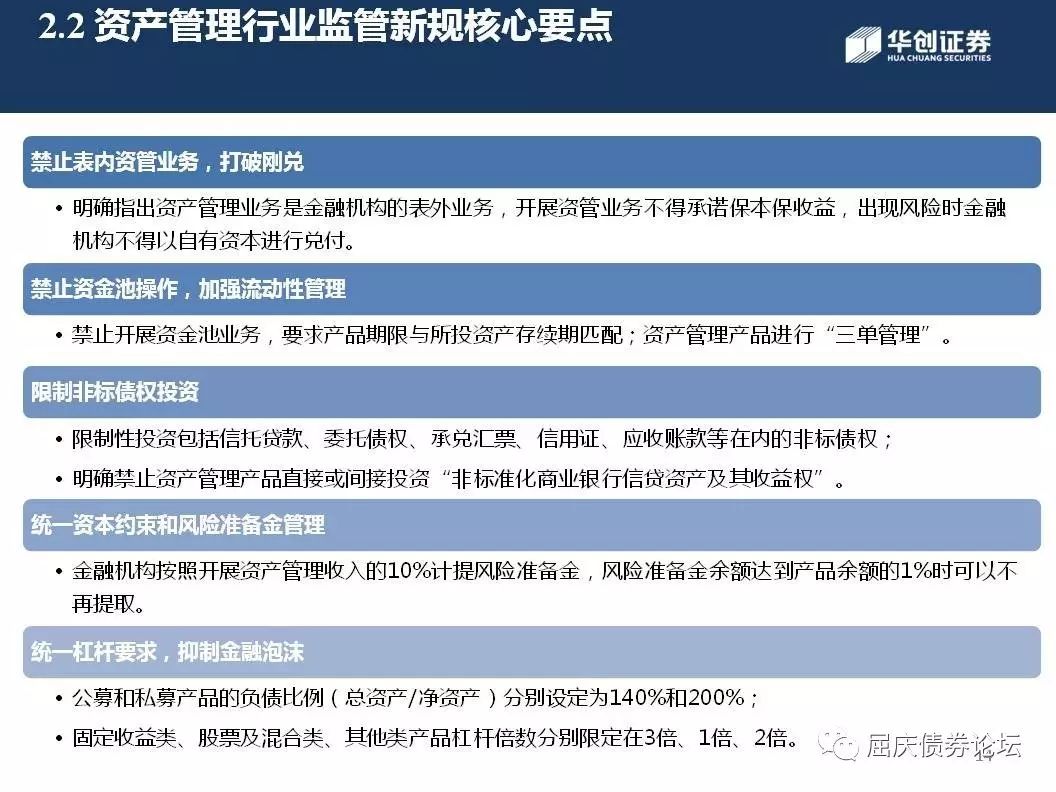 2.2 资产管理行业监管新规核心要点
华创证券
HUA CHUANG SECURITIES
禁止表内资管业务，打破刚兑
• 明确指出资产管理业务是金融机构的表外业务，开展资管业务不得承诺保本保收益，出现风险时金融
机构不得以自有资本进行兑付。
禁止资金池操作，加强流动性管理
• 禁止开展资金池业务，要求产品期限与所投资产存续期匹配；资产管理产品进行“三单管理”。
限制非标债权投资
• 限制性投资包括信托贷款、委托债权、承兑汇票、信用证、应收账款等在内的非标债权；
• 明确禁止资产管理产品直接或间接投资“非标准化商业银行信贷资产及其收益权”。
统一资本约束和风险准备金管理
• 金融机构按照开展资产管理收入的10%计提风险准备金，风险准备金余额达到产品余额的1%时可以不
再提取。
统一杠杆要求，抑制金融泡沫
• 公募和私募产品的负债比例（总资产/净资产）分别设定为140%和200%；
• 固定收益类、股票及混合类、其他类产品杠杆倍数分别限定在3倍、1倍、2倍。
屈庆债券论坛
14